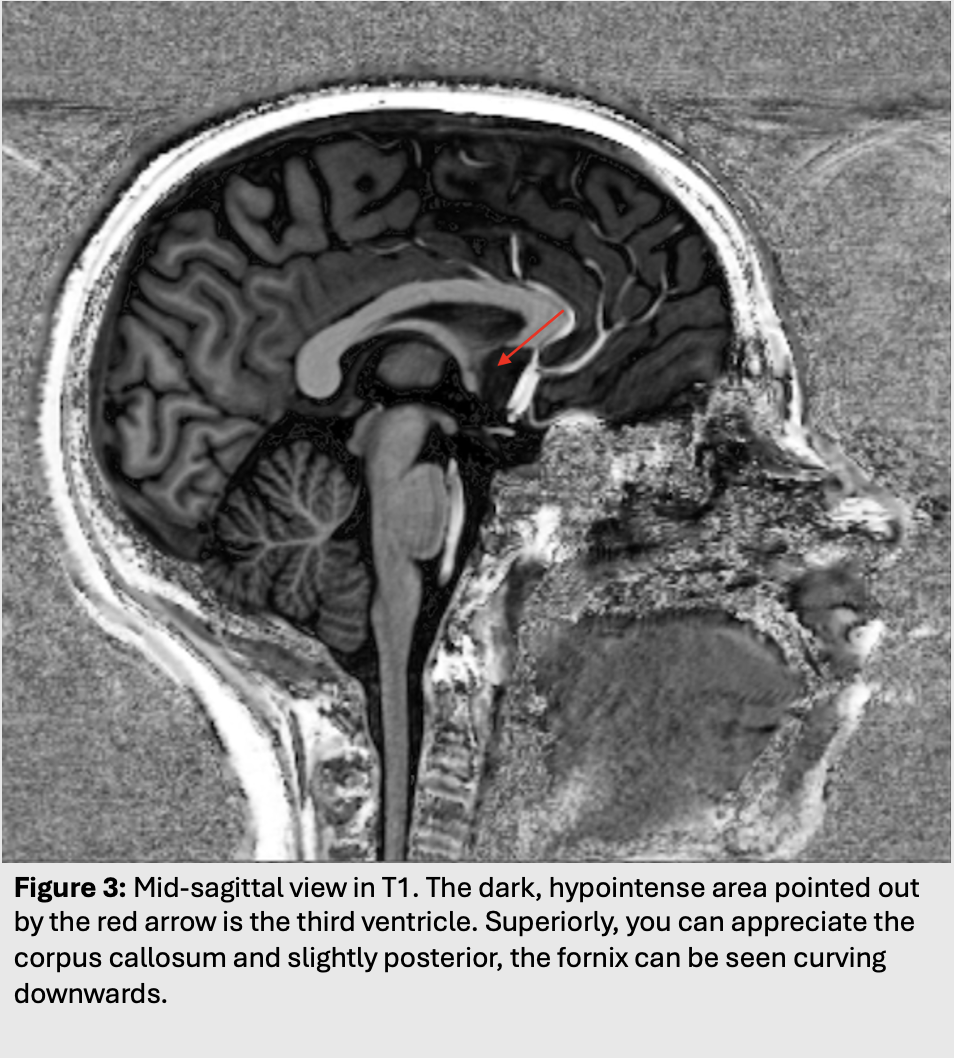 Figure 3: Mid-sagittal view in T1. The dark, hypointense area pointed out
by the red arrow is the third ventricle. Superiorly, you can appreciate the
corpus callosum and slightly posterior, the fornix can be seen curving
downwards.